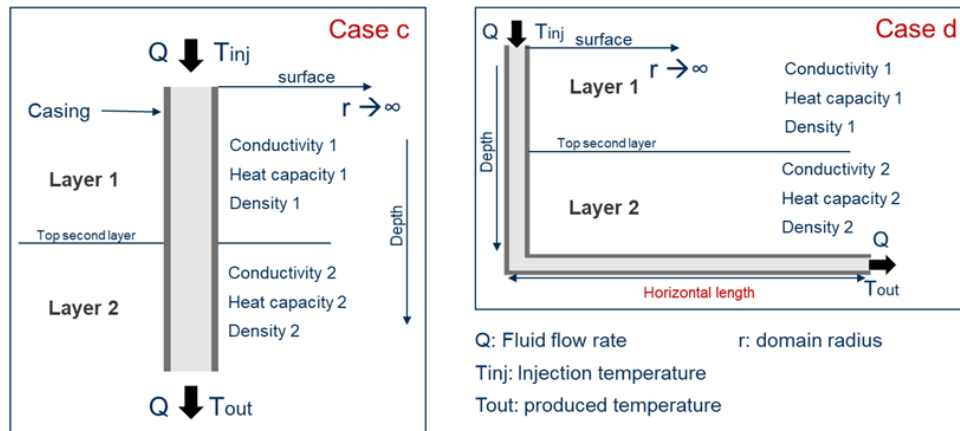 Case c
Q Tinj
surface
r → ∞
Casing
Conductivity 1
Heat capacity 1
Density 1
Layer 1
Depth
Top second layer
Conductivity 2
Heat capacity 2
Density 2
Layer 2
Q Tout
Case d
Q Tinj
surface
r → ∞
Layer 1
Conductivity 1
Heat capacity 1
Density 1
Depth
Top second layer
Conductivity 2
Heat capacity 2
Density 2
Layer 2
Q
Tout
Horizontal length
Q: Fluid flow rate r: domain radius
Tinj: Injection temperature
Tout: produced temperature